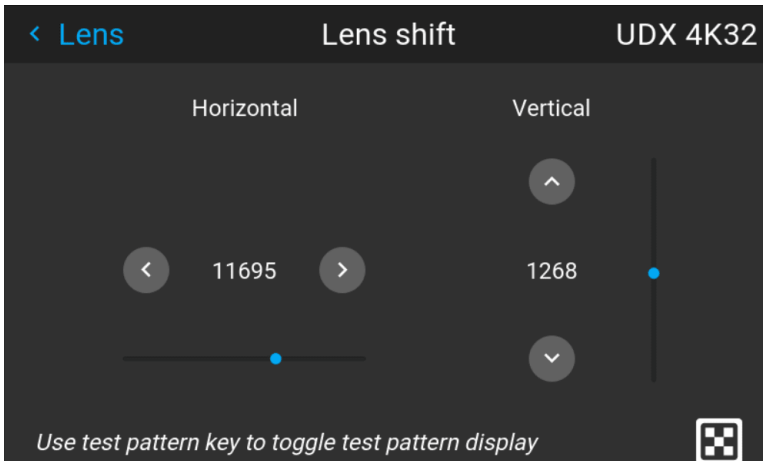 Lens Lens shift UDX 4K32
Horizontal Vertical
11695 1268
Use test pattern key to toggle test pattern display